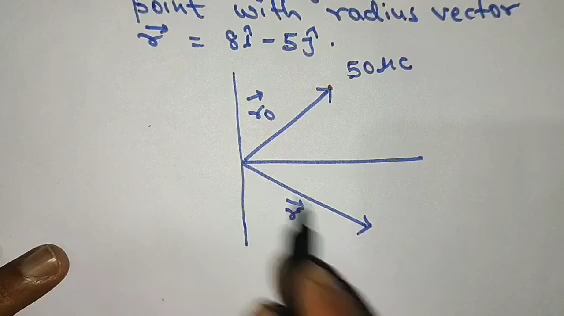 point with radius vector
r⃗ = 8î - 5ĵ.
50μC
r⃗0
r⃗